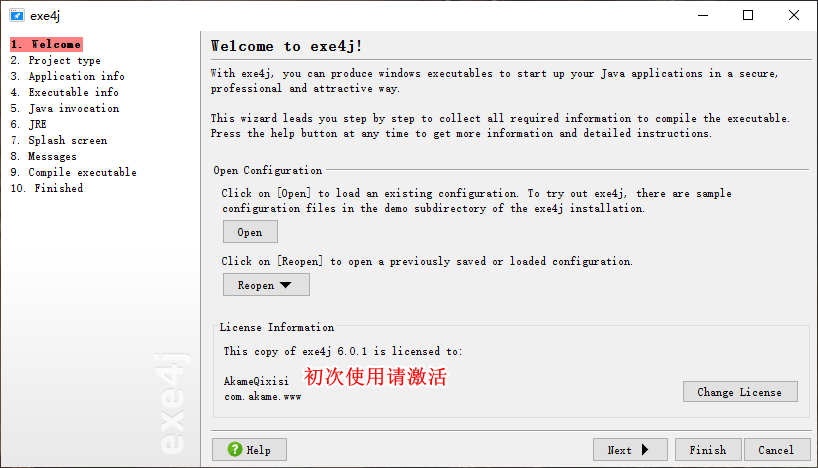 exe4j
1. Welcome
2. Project type
3. Application info
4. Executable info
5. Java invocation
6. JRE
7. Splash screen
8. Messages
9. Compile executable
10. Finished
exe4j
Welcome to exe4j!
With exe4j, you can produce windows executables to start up your Java applications in a secure,
professional and attractive way.
This wizard leads you step by step to collect all required information to compile the executable.
Press the help button at any time to get more information and detailed instructions.
Open Configuration
Click on [Open] to load an existing configuration. To try out exe4j, there are sample
configuration files in the demo subdirectory of the exe4j installation.
Open
Click on [Reopen] to open a previously saved or loaded configuration.
Reopen
License Information
This copy of exe4j 6.0.1 is licensed to:
AkameQixisi
初次使用请激活
com.akame.www
Change License
Help
Next
Finish
Cancel